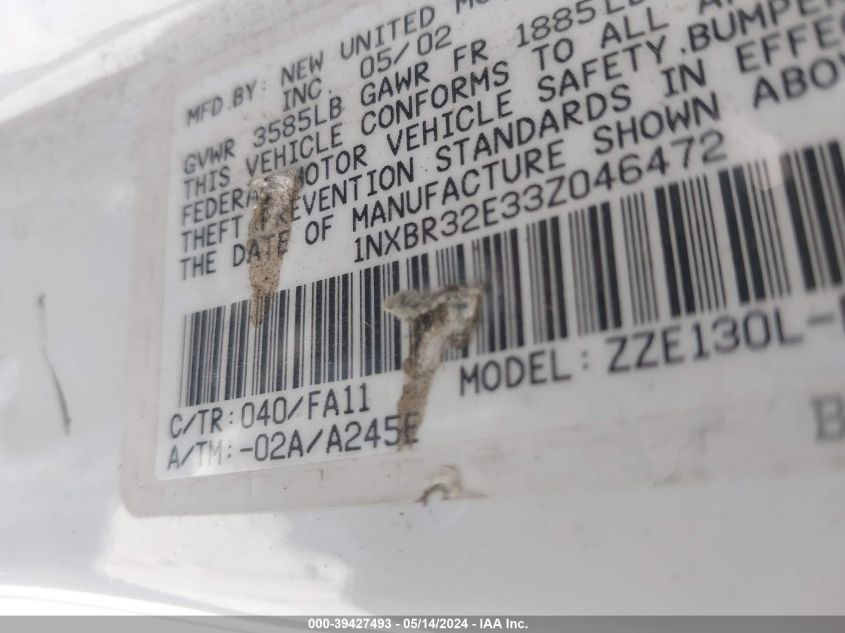 MFD.BY: NEW UNITED
INC. 05/02
GVWR 3585LB GAWR FR 1885LB
THIS VEHICLE CONFORMS TO ALL
FEDERAL MOTOR VEHICLE SAFETY,BUMPER
THEFT PREVENTION STANDARDS IN
THE DATE OF MANUFACTURE SHOWN
1NXBR32E33Z046472
MODEL: ZZE130L-
C/TR:040/FA11
A/TM:-02A/A245E
000-39427493 - 05/14/2024 - IAA Inc.